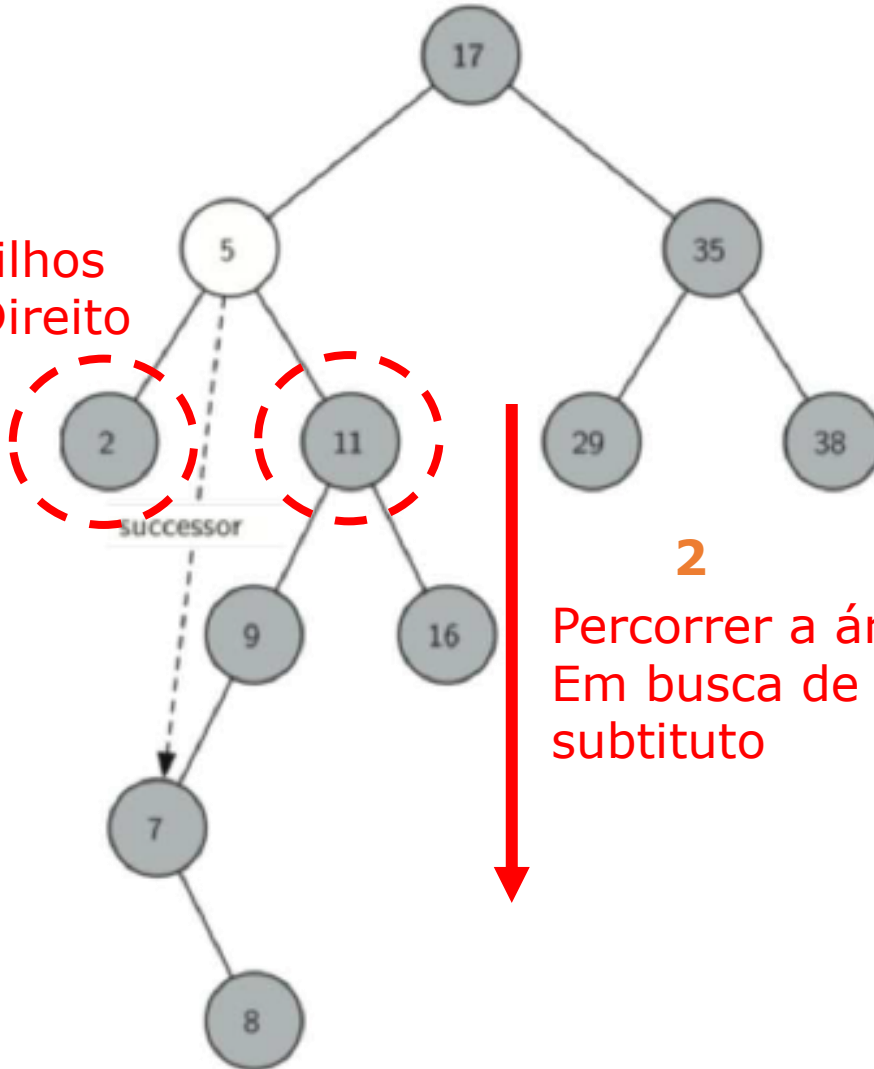 17
5
35
ilhos
Direito
2
11
29
38
successor
2
9
16
Percorrer a ár
Em busca de
subtituto
7
8